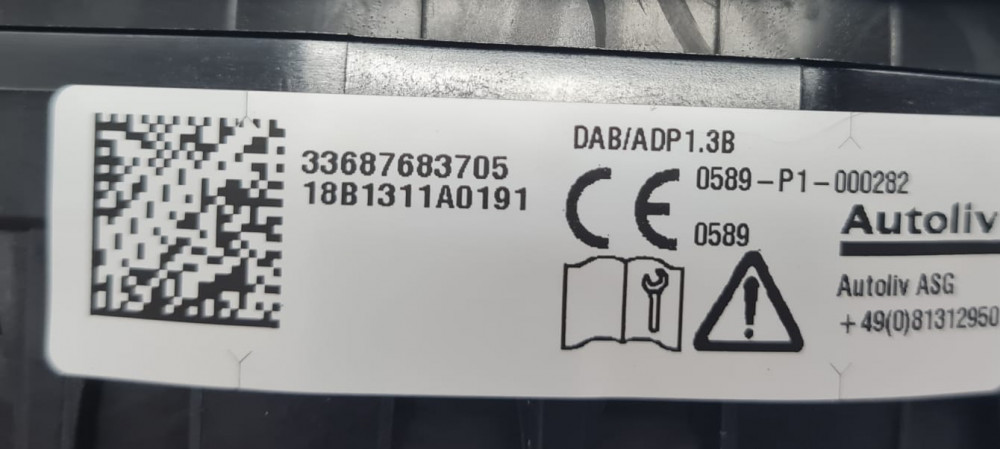 33687683705
18B1311A0191
DAB/ADP1.3B
CE
0589-P1-000282
0589
Autoliv
Autoliv ASG
+49(0)81312950